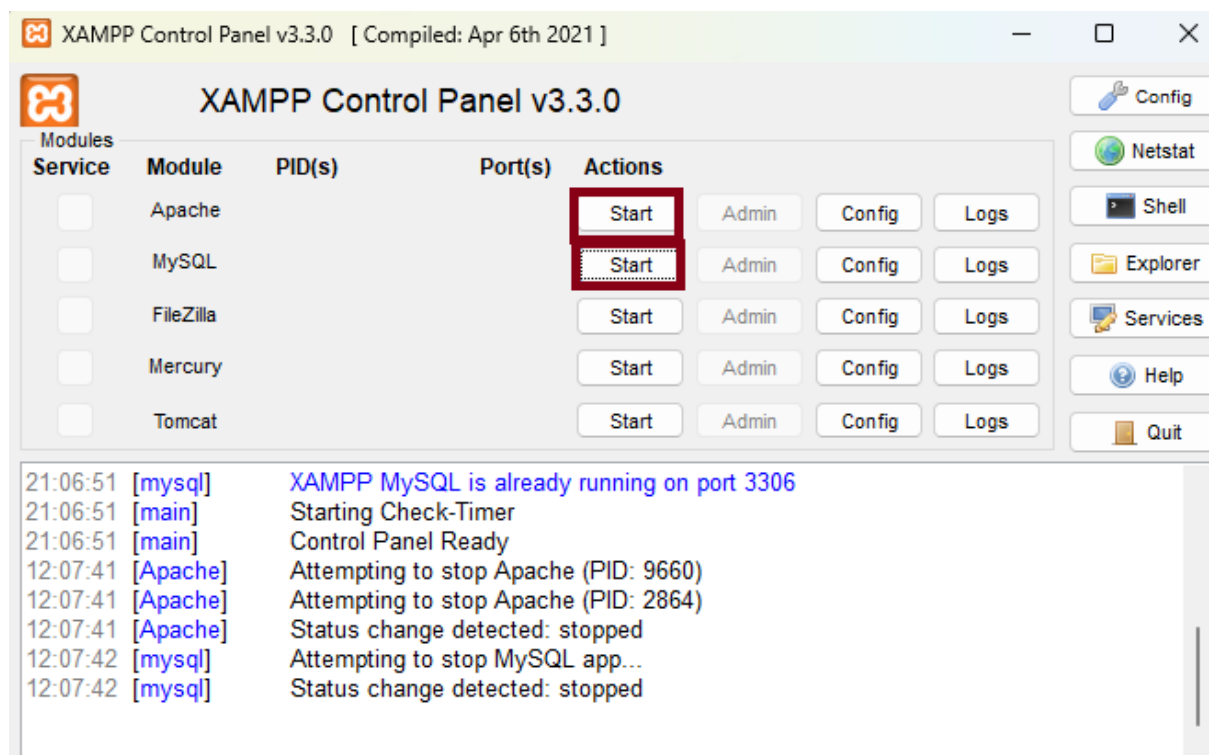 XAMPP Control Panel v3.3.0 [ Compiled: Apr 6th 2021 ]
XAMPP Control Panel v3.3.0
Config
Modules
Service Module PID(s) Port(s) Actions
Netstat
Apache Start Admin Config Logs
Shell
MySQL Start Admin Config Logs
Explorer
FileZilla Start Admin Config Logs
Services
Mercury Start Admin Config Logs
Help
Tomcat Start Admin Config Logs
Quit
21:06:51 [mysql] XAMPP MySQL is already running on port 3306
21:06:51 [main] Starting Check-Timer
21:06:51 [main] Control Panel Ready
12:07:41 [Apache] Attempting to stop Apache (PID: 9660)
12:07:41 [Apache] Attempting to stop Apache (PID: 2864)
12:07:41 [Apache] Status change detected: stopped
12:07:42 [mysql] Attempting to stop MySQL app...
12:07:42 [mysql] Status change detected: stopped